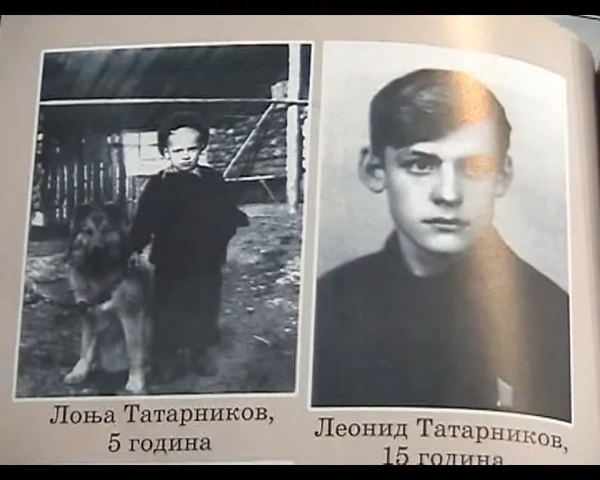 Лоња Татарников,
5 година
Леонид Татарников,
15 година